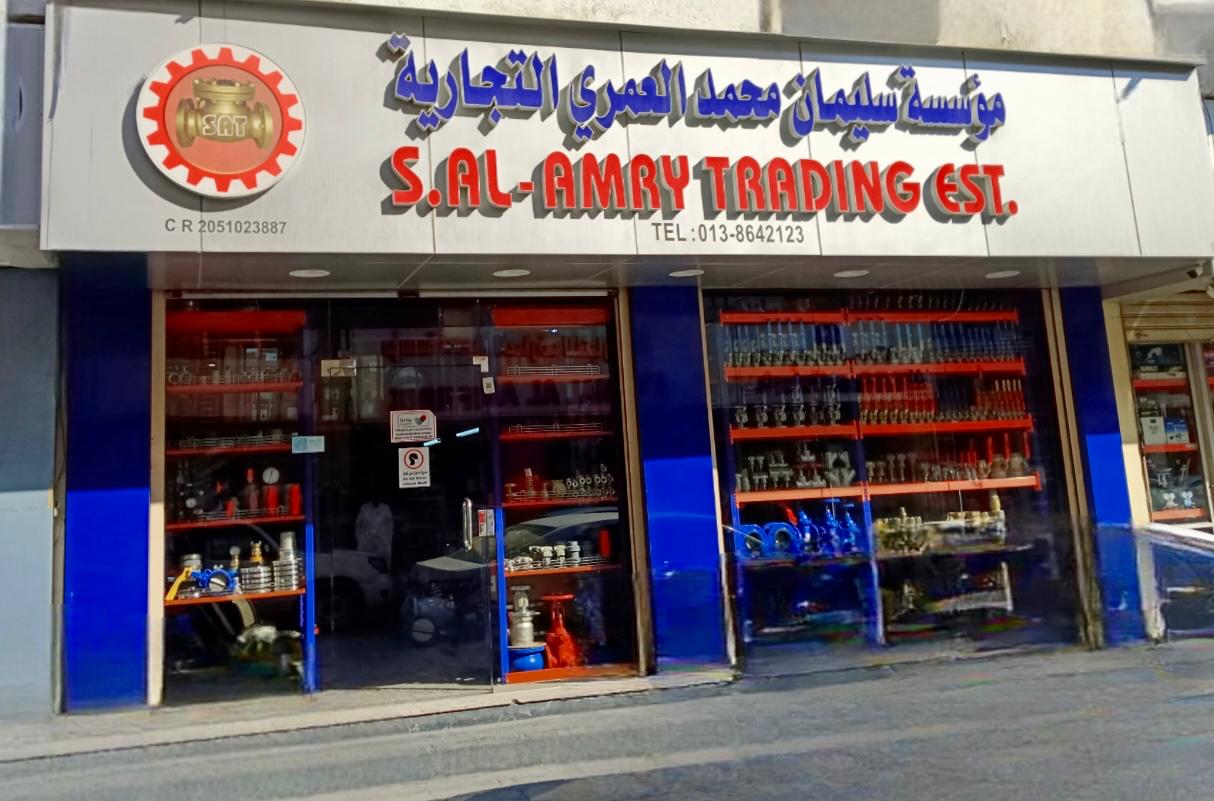 مؤسسة سليمان محمد العمري التجارية
S.AL-AMRY TRADING EST.
TEL : 013-8642123
SAT
C R 2051023887